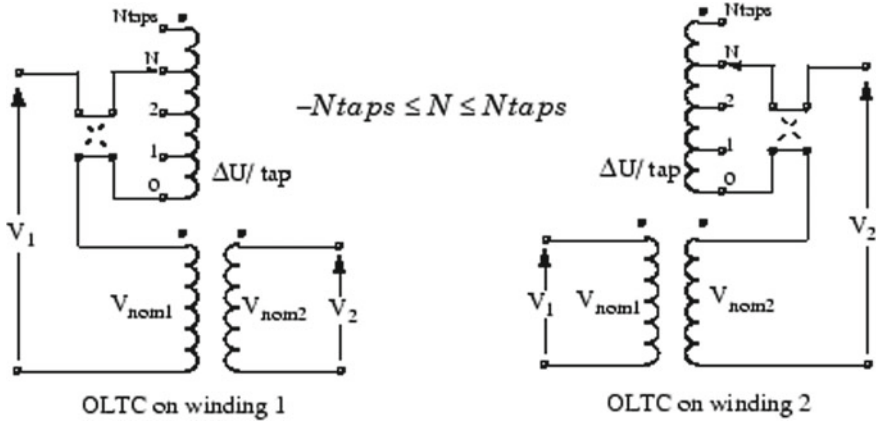 Ntaps
N
2
1
0
ΔU/ tap
V1
Vnom1
Vnom2
V2
OLTC on winding 1
−Ntaps ≤ N ≤ Ntaps
Ntaps
N
2
1
0
ΔU/ tap
V1
Vnom1
Vnom2
V2
OLTC on winding 2